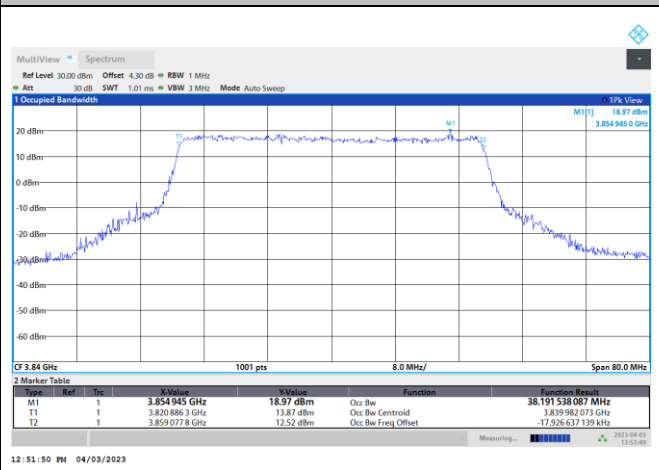 MultiView Spectrum
Ref Level 30.00 dBm Offset 4.30 dB RBW 1 MHz
Att 30 dB SWT 1.01 ms VBW 3 MHz Mode Auto Sweep
1 Occupied Bandwidth 1Pk View
M1[1] 18.97 dBm
3.854 945 0 GHz
M1
T1
T2
20 dBm
10 dBm
0 dBm
-10 dBm
-20 dBm
-30 dBm
-40 dBm
-50 dBm
-60 dBm
CF 3.84 GHz 1001 pts 8.0 MHz/ Span 80.0 MHz
2 Marker Table
Type Ref Trc X-Value Y-Value Function Function Result
M1 1 3.854 945 GHz 18.97 dBm Occ Bw 38.191 538 087 MHz
T1 1 3.820 886 3 GHz 13.87 dBm Occ Bw Centroid 3.839 982 073 GHz
T2 1 3.859 077 8 GHz 12.52 dBm Occ Bw Freq Offset -17.926 637 139 kHz
Measuring... 2023-04-03
12:51:49
12:51:50 PM 04/03/2023